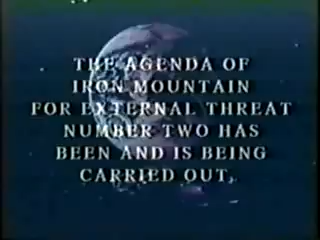 THE AGENDA OF
IRON MOUNTAIN
FOR EXTERNAL THREAT
NUMBER TWO HAS
BEEN AND IS BEING
CARRIED OUT.